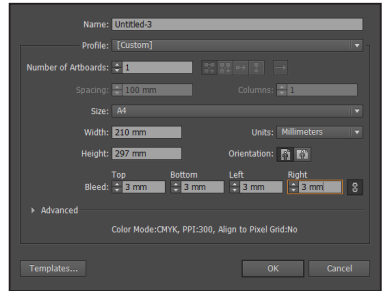 Name: Untitled-3
Profile: [Custom]
Number of Artboards: 1
Spacing: 100 mm Columns: 1
Size: A4
Width: 210 mm Units: Millimeters
Height: 297 mm Orientation:
Top Bottom Left Right
Bleed: 3 mm 3 mm 3 mm 3 mm
Advanced
Color Mode:CMYK, PPI:300, Align to Pixel Grid:No
Templates... OK Cancel